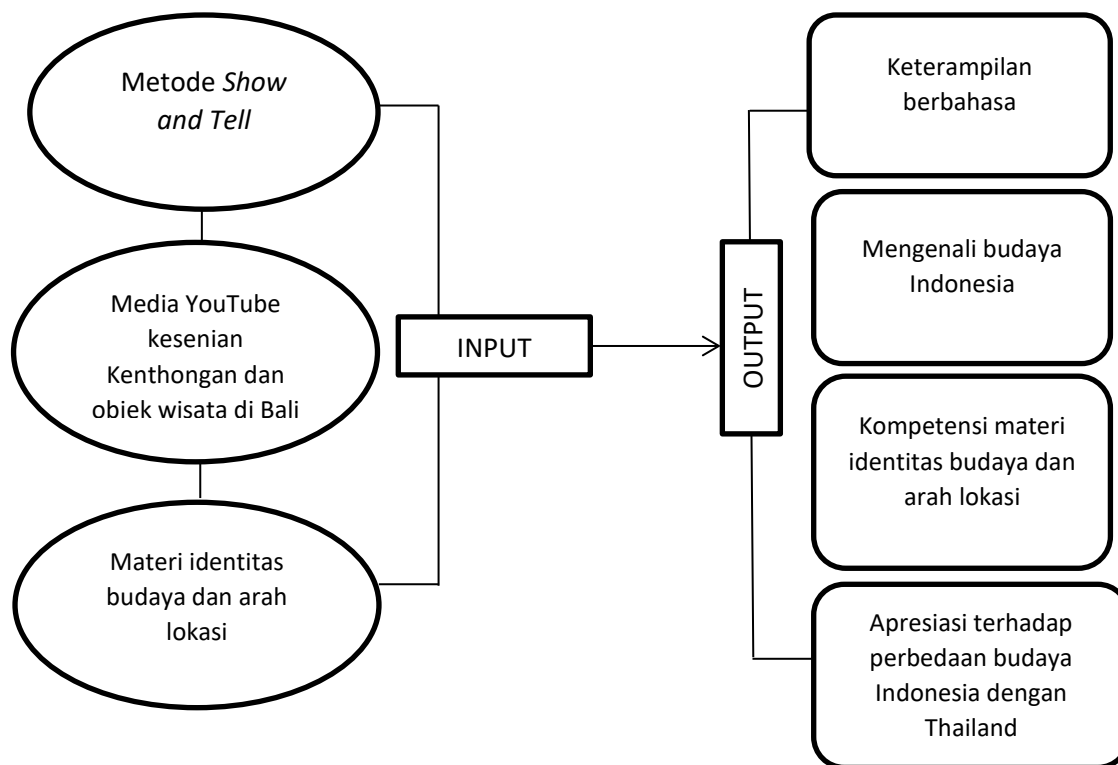 Metode Show
and Tell
Media YouTube
kesenian
Kenthongan dan
obiek wisata di Bali
Materi identitas
budaya dan arah
lokasi
INPUT
OUTPUT
Keterampilan
berbahasa
Mengenali budaya
Indonesia
Kompetensi materi
identitas budaya dan
arah lokasi
Apresiasi terhadap
perbedaan budaya
Indonesia dengan
Thailand